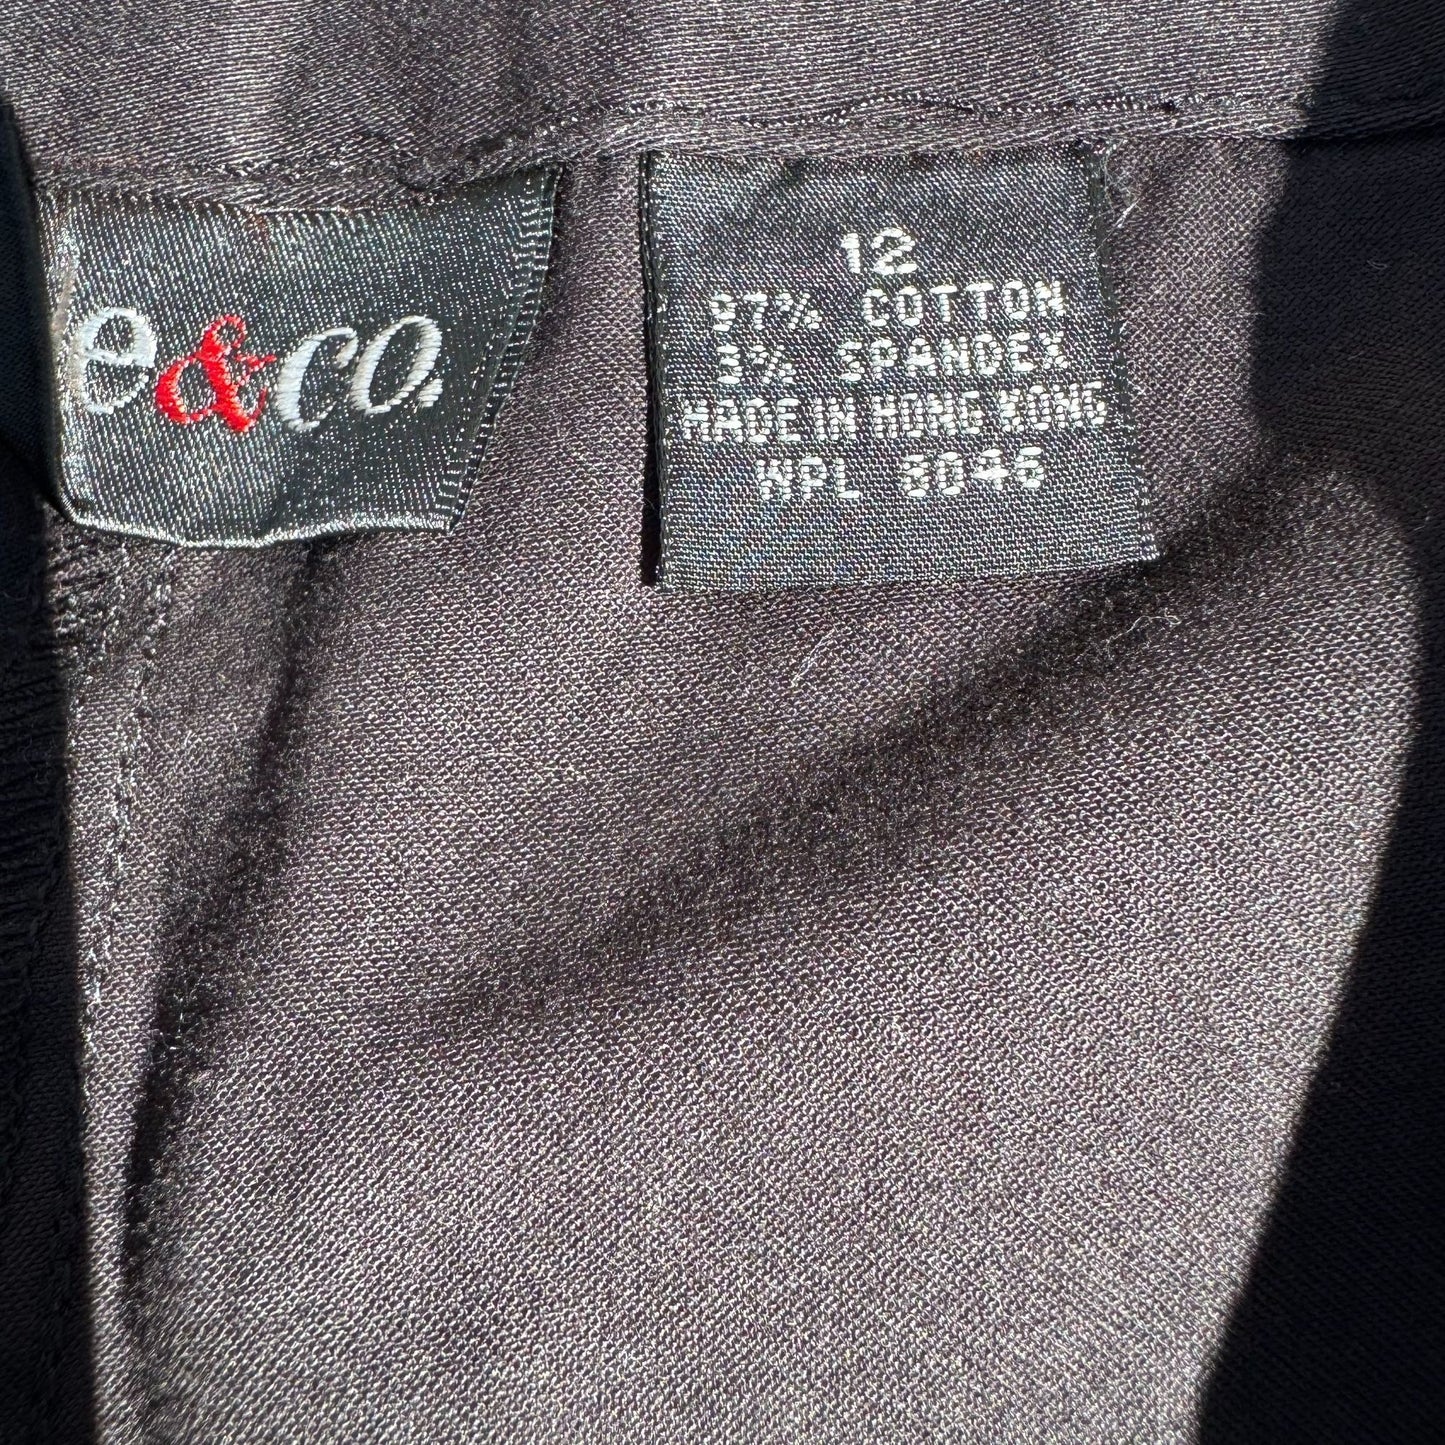 e&co.
12
97% COTTON
3% SPANDEX
MADE IN HONG KONG
WPL 8046